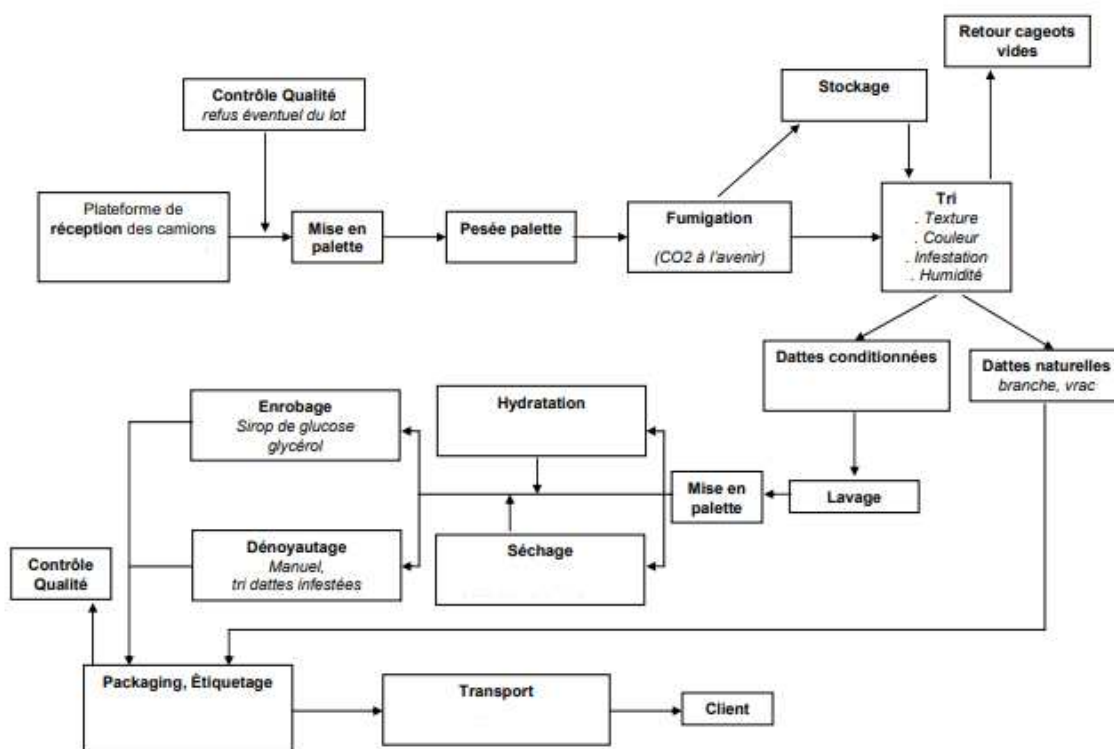 Retour cageots
vides
Contrôle Qualité
refus éventuel du lot
Stockage
Plateforme de
réception des camions
Mise en
palette
Pesée palette
Fumigation
(CO2 à l'avenir)
Tri
. Texture
. Couleur
. Infestation
. Humidité
Dattes conditionnées
Dattes naturelles
branche, vrac
Enrobage
Sirop de glucose
glycérol
Hydratation
Mise en
palette
Lavage
Dénoyautage
Manuel,
tri dattes infestées
Séchage
Contrôle
Qualité
Packaging, Étiquetage
Transport
Client